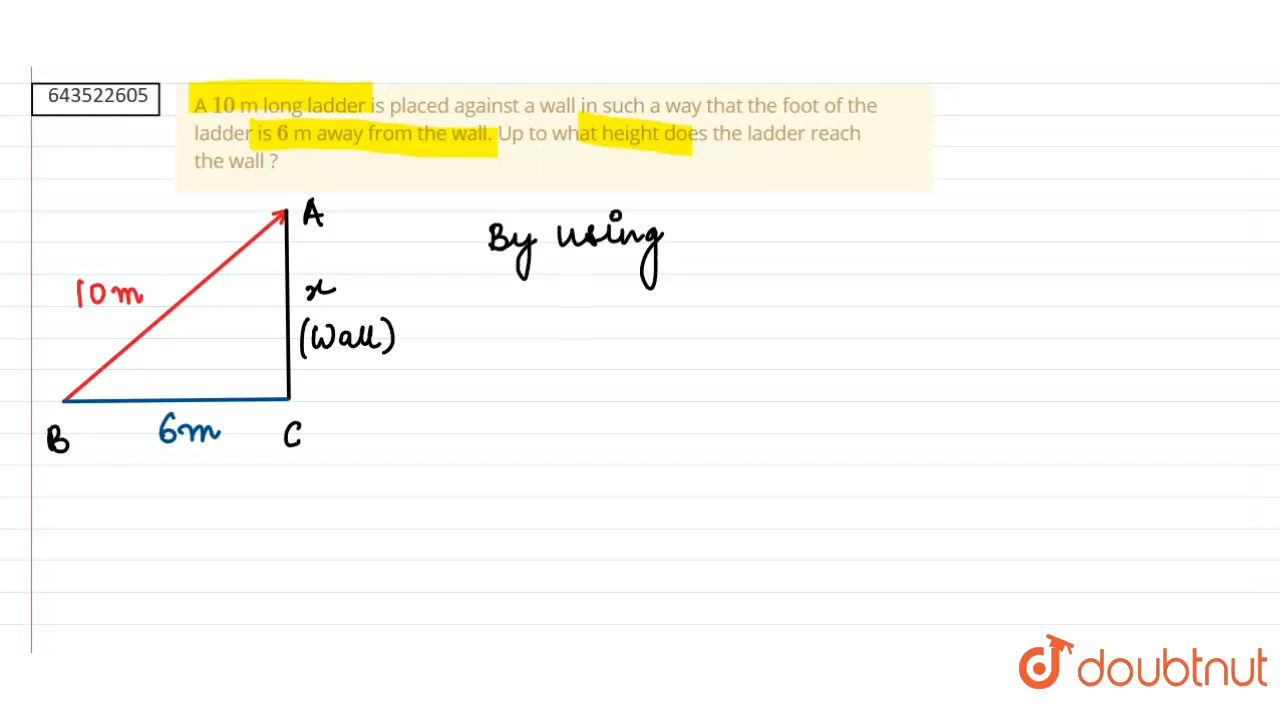 643522605
A 10 m long ladder is placed against a wall in such a way that the foot of the
ladder is 6 m away from the wall. Up to what height does the ladder reach
the wall ?
A
By using
10m
x
(Wall)
B
6m
C
doubtnut